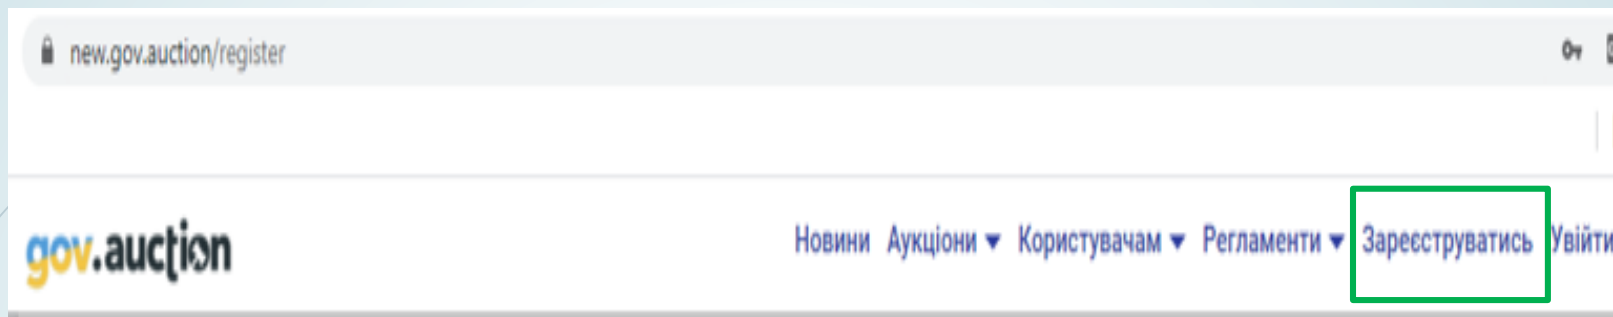 new.gov.auction/register
gov.auction
Новини Аукціони Користувачам Регламенти Зареєструватись Увійти